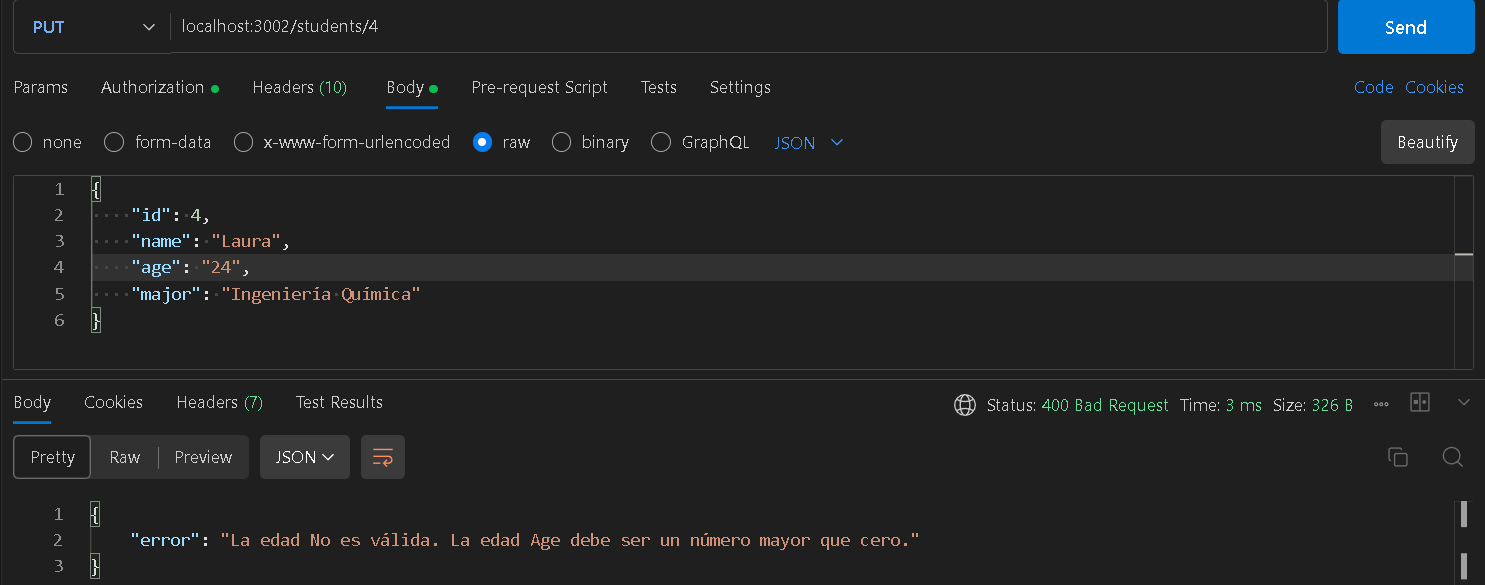 PUT localhost:3002/students/4 Send
Params Authorization Headers (10) Body Pre-request Script Tests Settings Code Cookies
none form-data x-www-form-urlencoded raw binary GraphQL JSON Beautify
1 {
2 "id": 4,
3 "name": "Laura",
4 "age": "24",
5 "major": "Ingeniería Química"
6 }
Body Cookies Headers (7) Test Results Status: 400 Bad Request Time: 3 ms Size: 326 B
Pretty Raw Preview JSON
1 {
2 "error": "La edad No es válida. La edad Age debe ser un número mayor que cero."
3 }